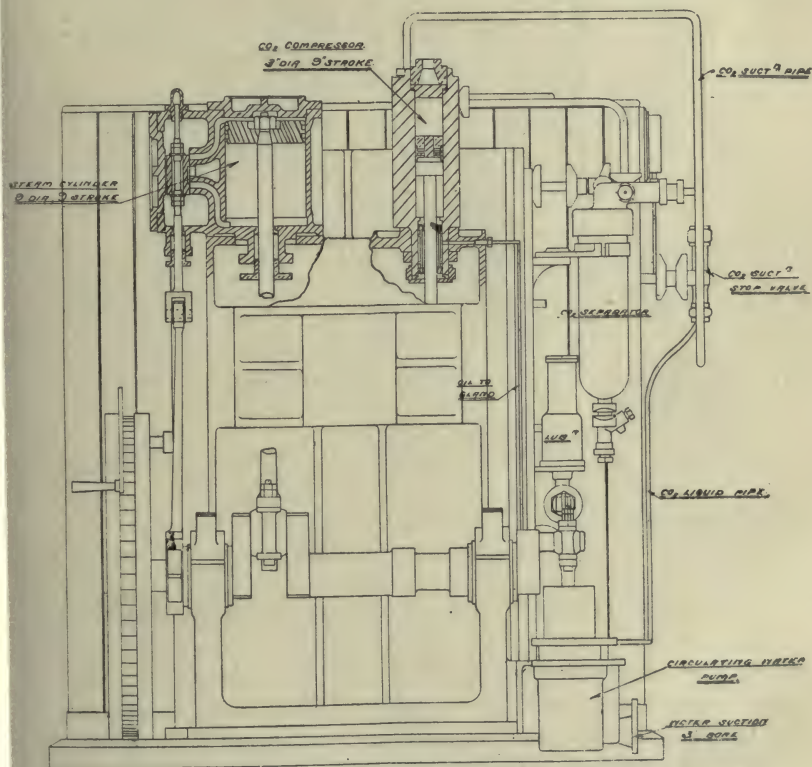 CO₂ COMPRESSOR.
3" DIA 9" STROKE.
CO₂ SUCTᴺ PIPE
STEAM CYLINDER
9 DIA, 9 STROKE
CO₂ SUCTᴺ
STOP VALVE
CO₂ SEPARATOR
OIL TO
GLAND
LUBᴿ
CO₂ LIQUID PIPE.
CIRCULATING WATER
PUMP.
WATER SUCTION
3 BORE